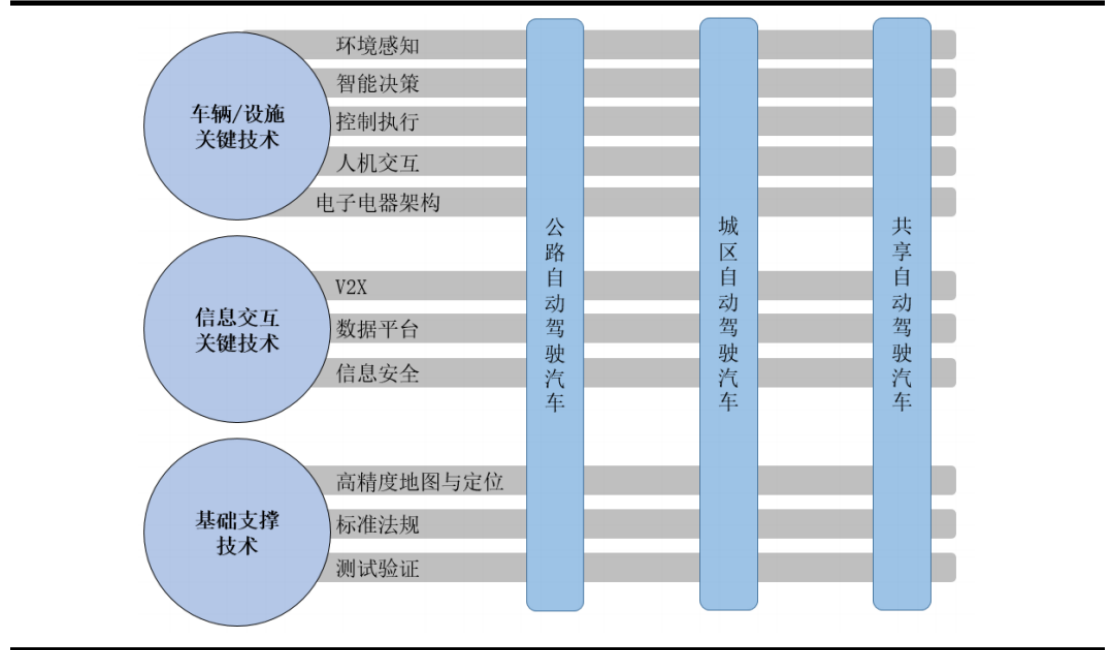 车辆/设施
关键技术
环境感知
智能决策
控制执行
人机交互
电子电器架构
信息交互
关键技术
V2X
数据平台
信息安全
基础支撑
技术
高精度地图与定位
标准法规
测试验证
公路自动驾驶汽车
城区自动驾驶汽车
共享自动驾驶汽车